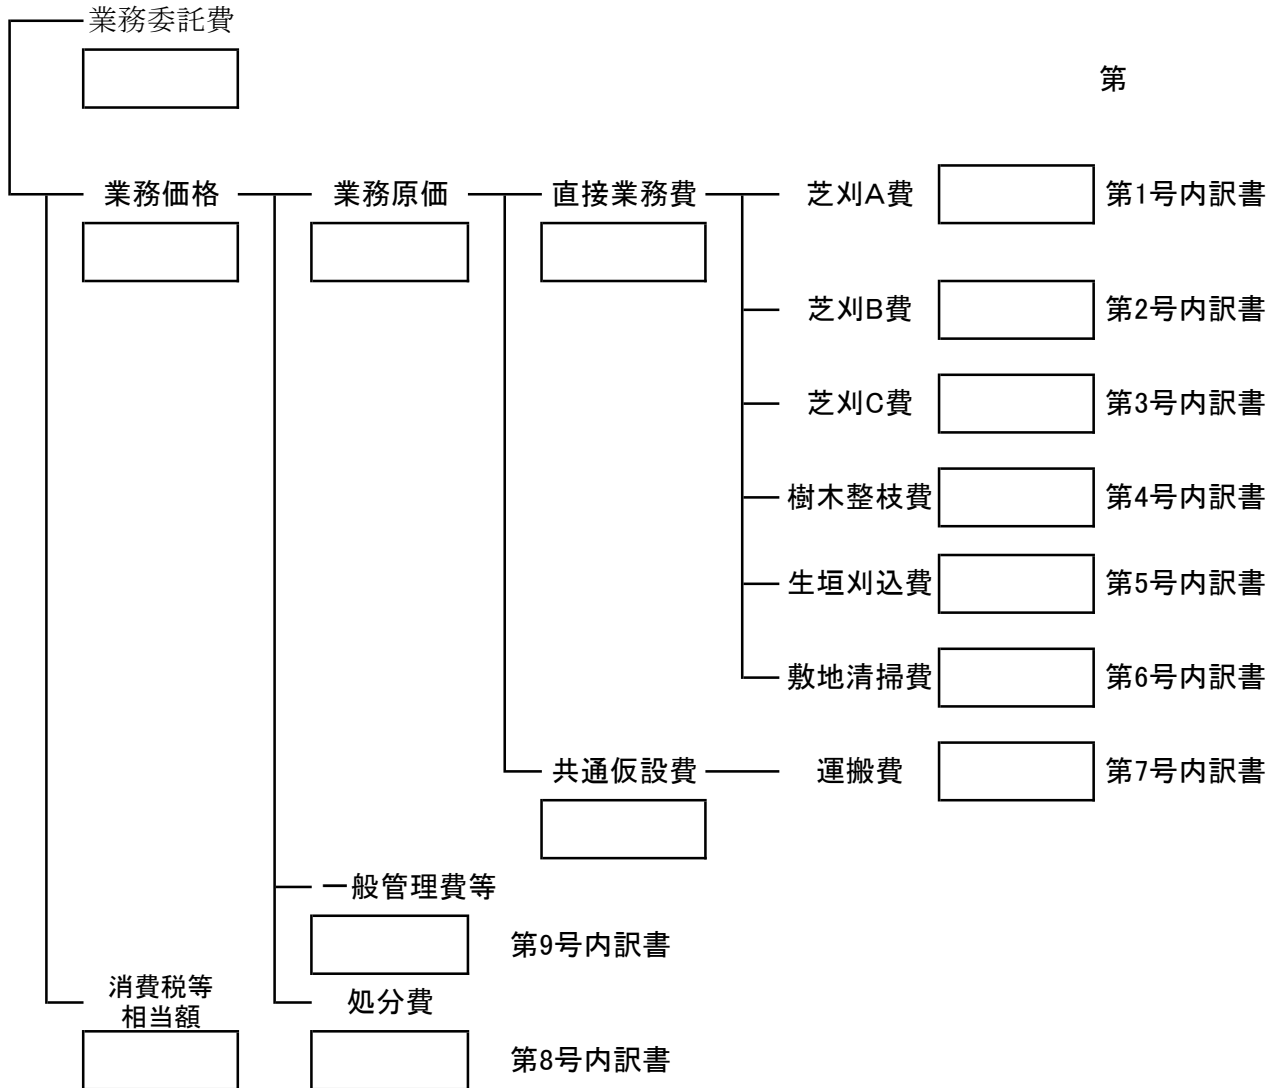 業務委託費
第
業務価格 業務原価 直接業務費 芝刈A費 第1号内訳書
芝刈B費 第2号内訳書
芝刈C費 第3号内訳書
樹木整枝費 第4号内訳書
生垣刈込費 第5号内訳書
敷地清掃費 第6号内訳書
共通仮設費 運搬費 第7号内訳書
一般管理費等
第9号内訳書
消費税等
相当額
処分費
第8号内訳書